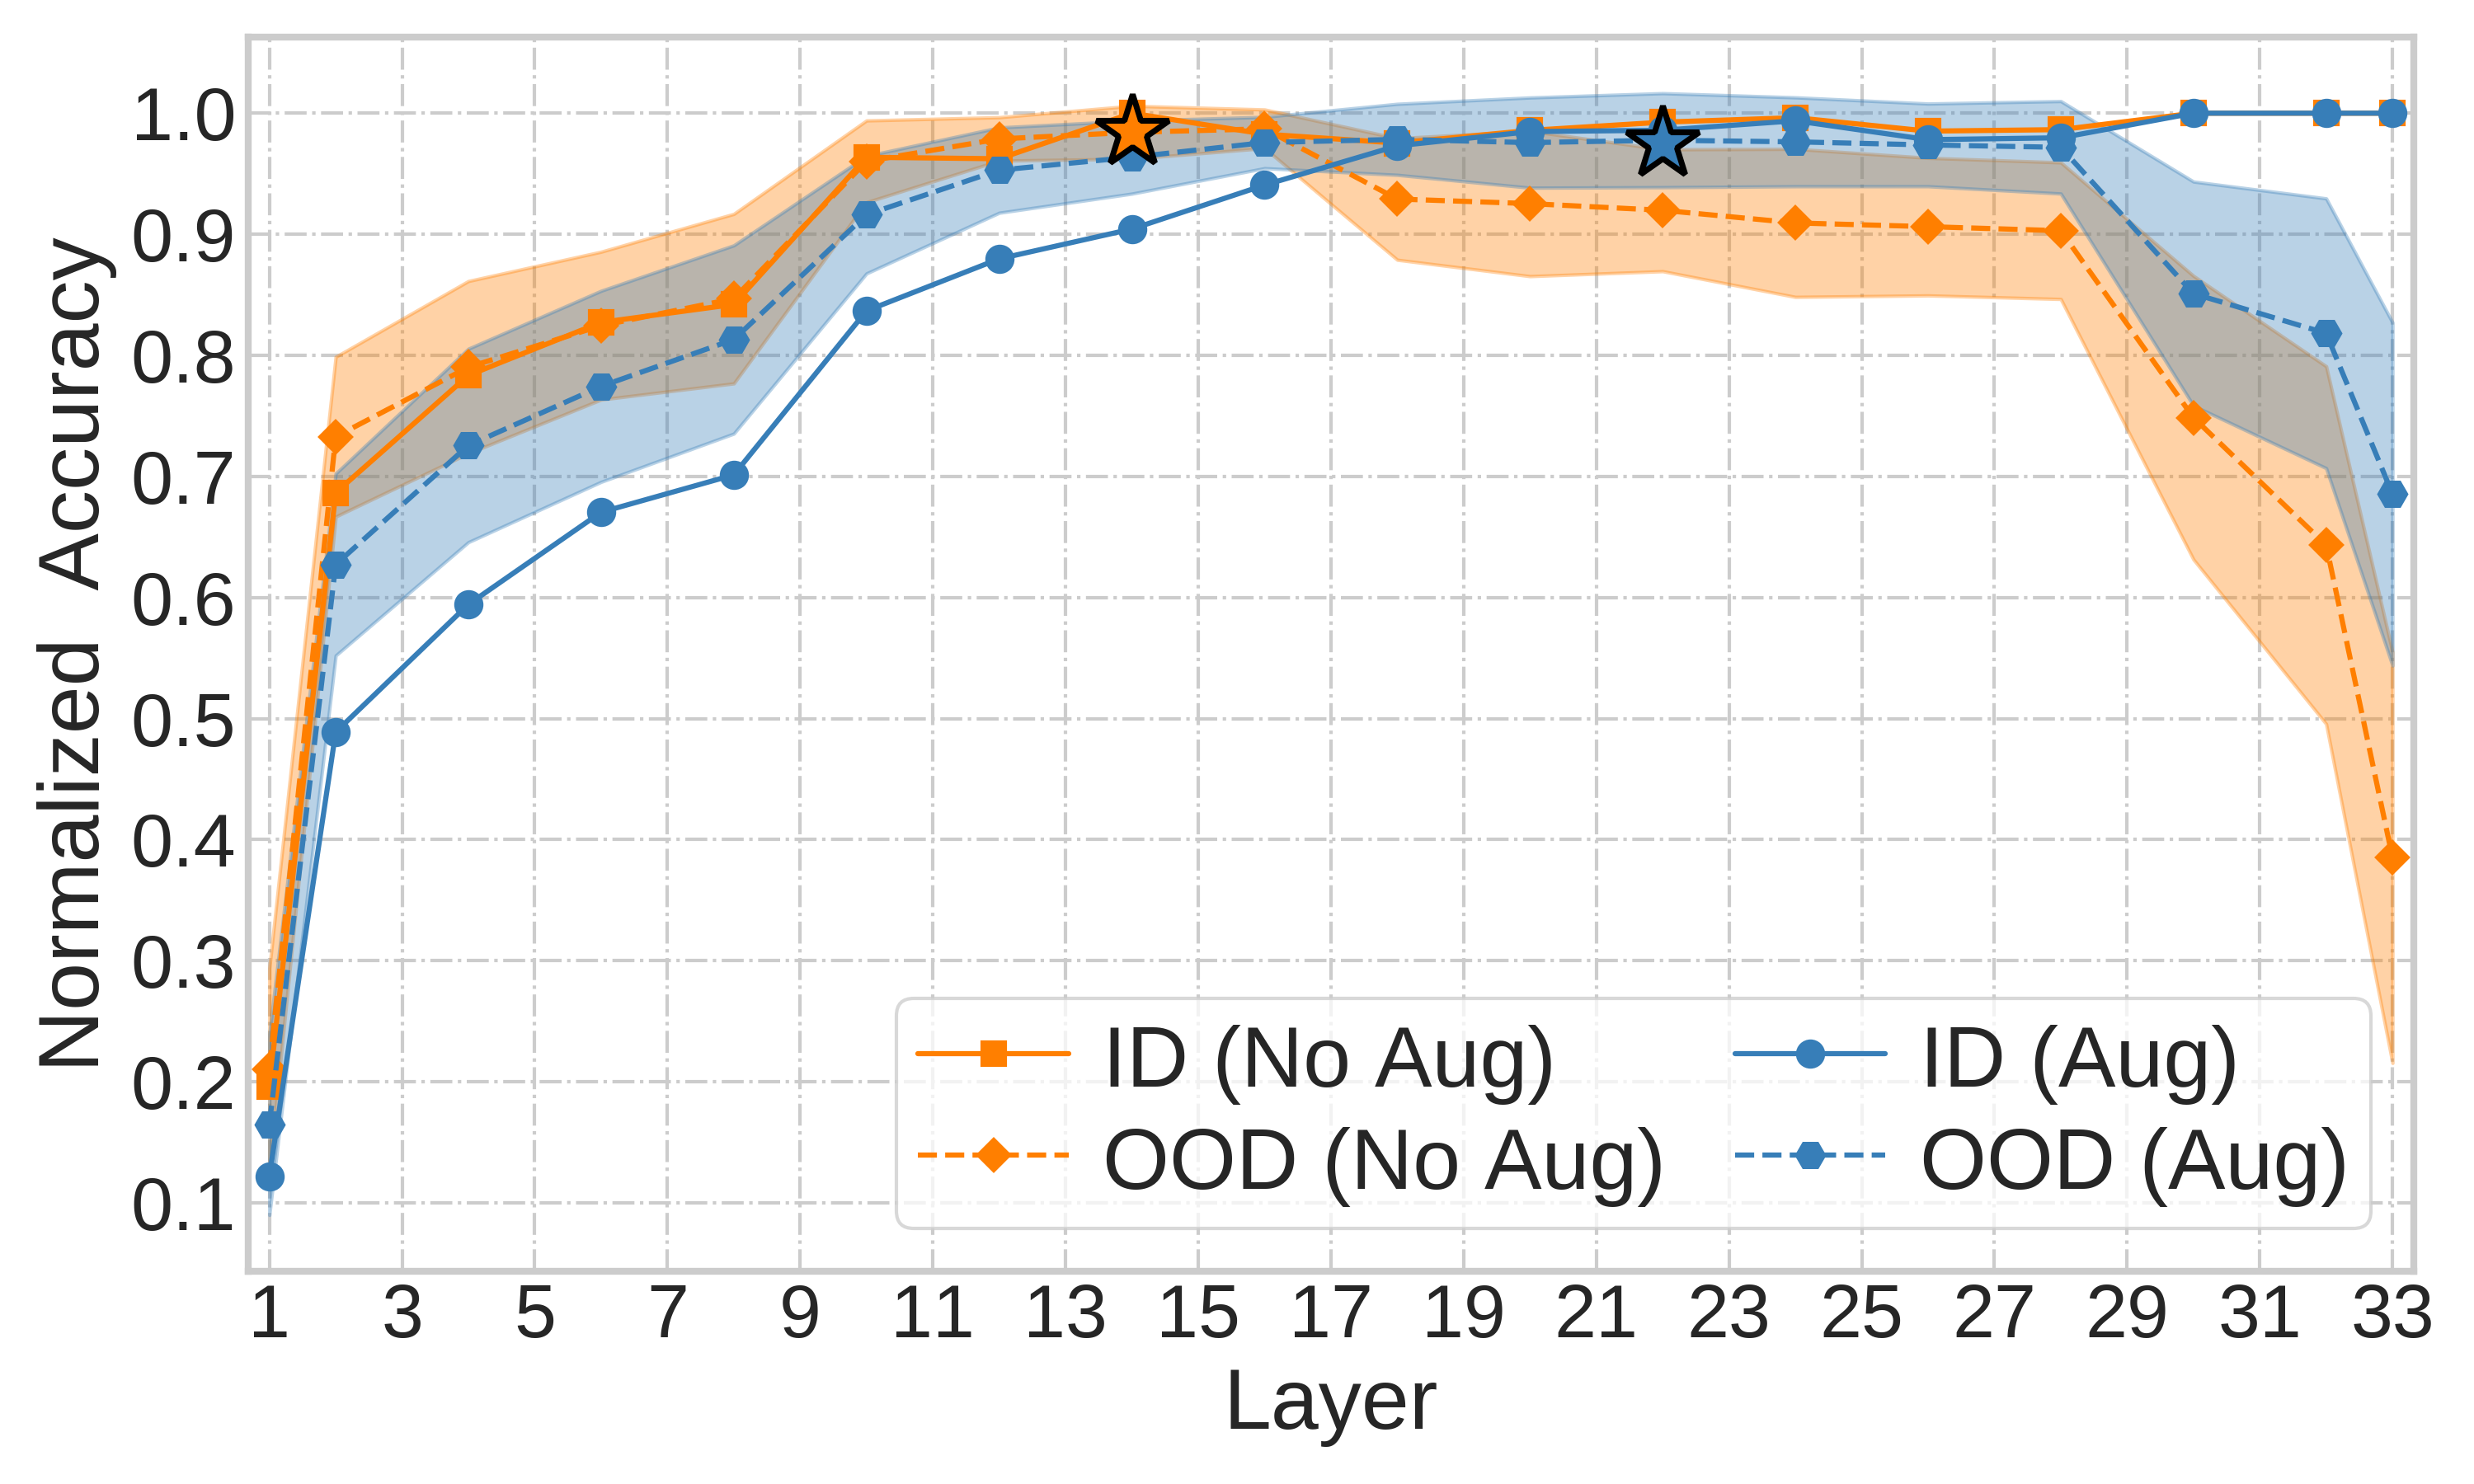 Normalized Accuracy
1.0
0.9
0.8
0.7
0.6
0.5
0.4
0.3
0.2
0.1
ID (No Aug)
OOD (No Aug)
ID (Aug)
OOD (Aug)
1 3 5 7 9 11 13 15 17 19 21 23 25 27 29 31 33
Layer